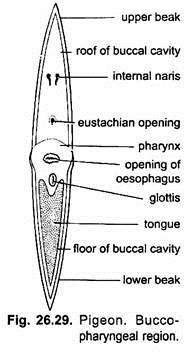 upper beak
roof of buccal cavity
internal naris
eustachian opening
pharynx
opening of
oesophagus
glottis
tongue
floor of buccal cavity
lower beak
Fig. 26.29. Pigeon. Bucco-
pharyngeal region.